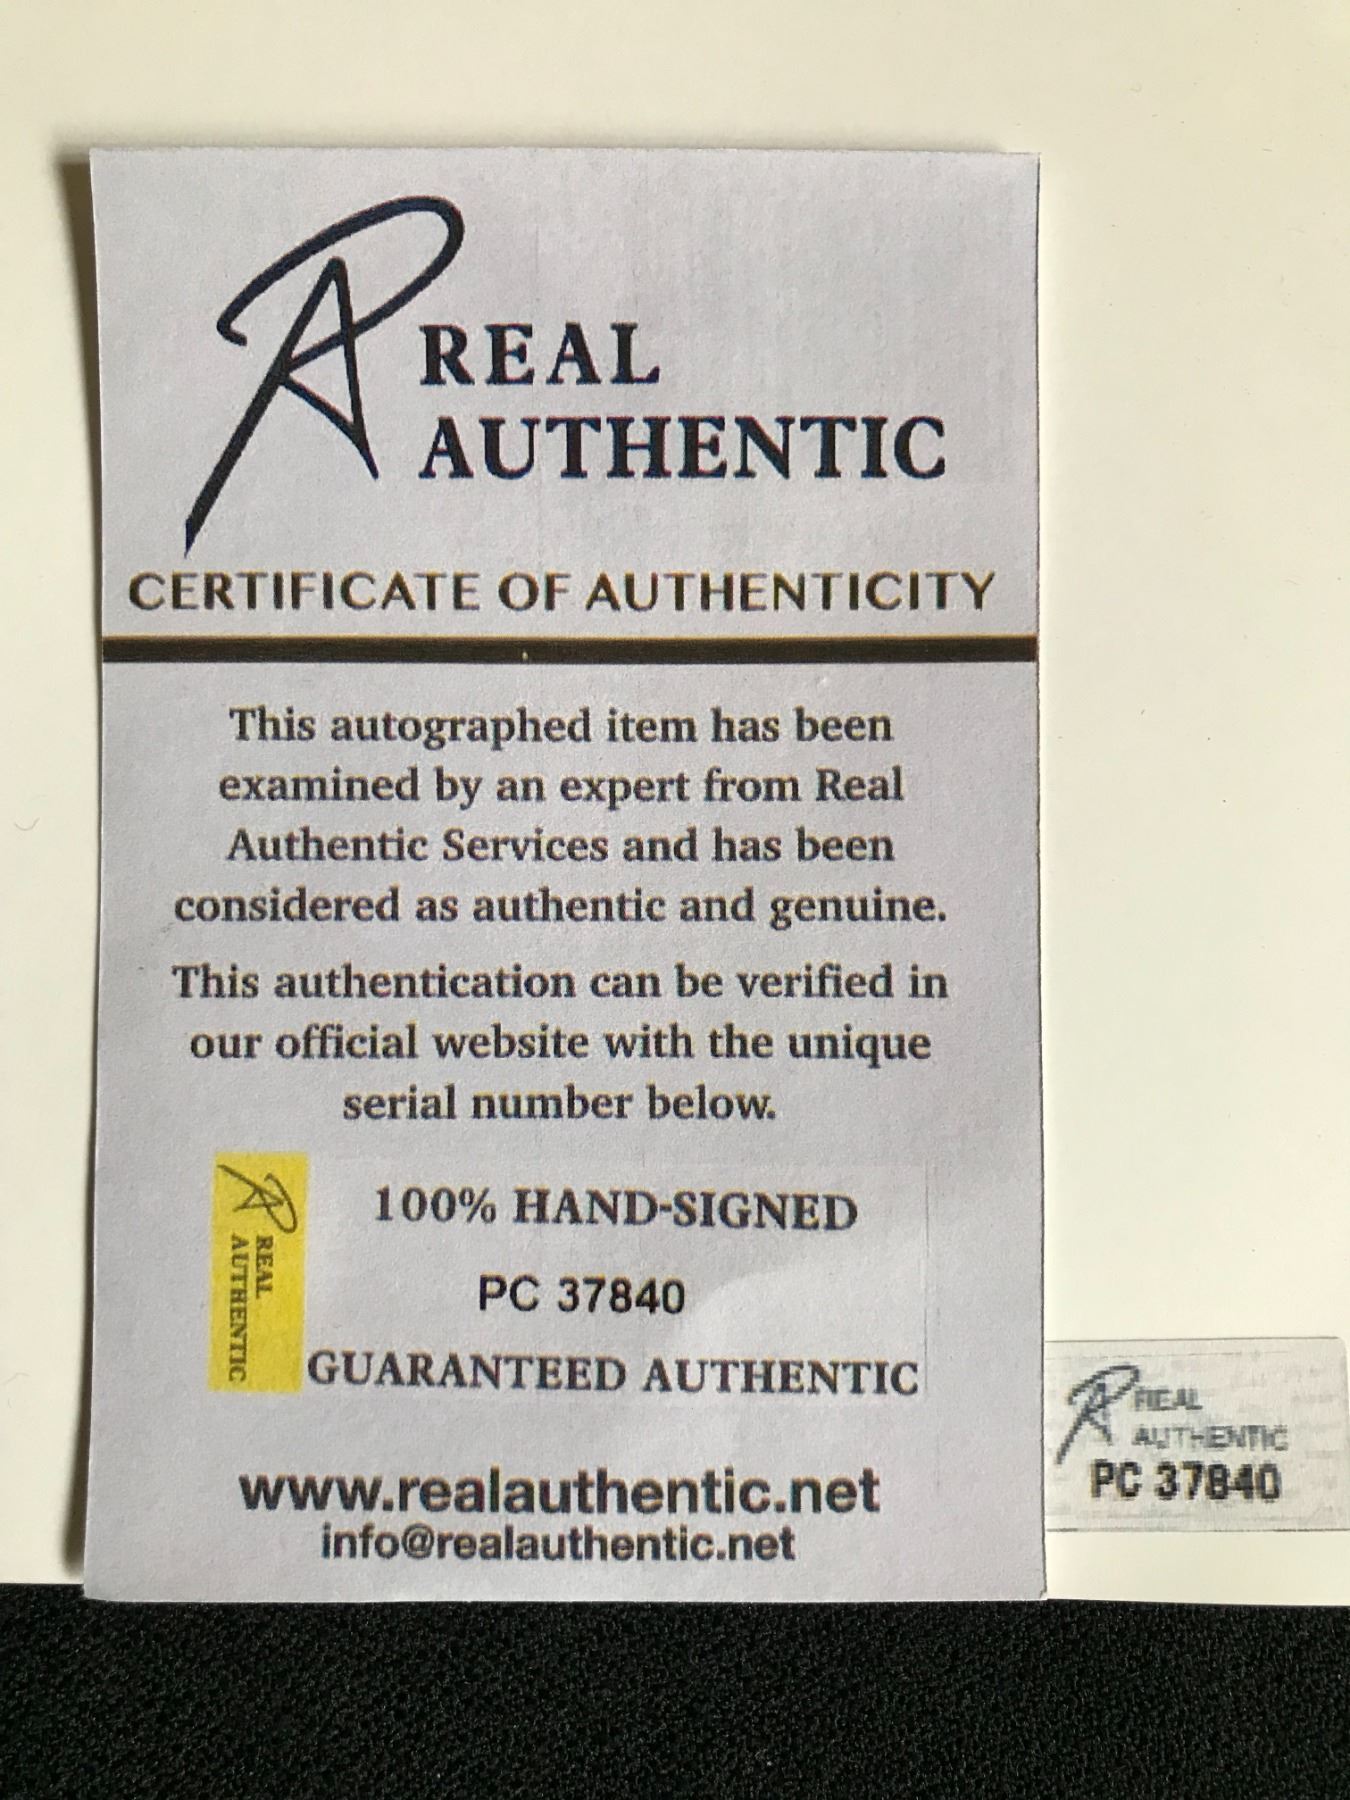 REAL
AUTHENTIC
CERTIFICATE OF AUTHENTICITY
This autographed item has been
examined by an expert from Real
Authentic Services and has been
considered as authentic and genuine.
This authentication can be verified in
our official website with the unique
serial number below.
REAL
AUTHENTIC
100% HAND-SIGNED
PC 37840
GUARANTEED AUTHENTIC
www.realauthentic.net
info@realauthentic.net
REAL
AUTHENTIC
PC 37840